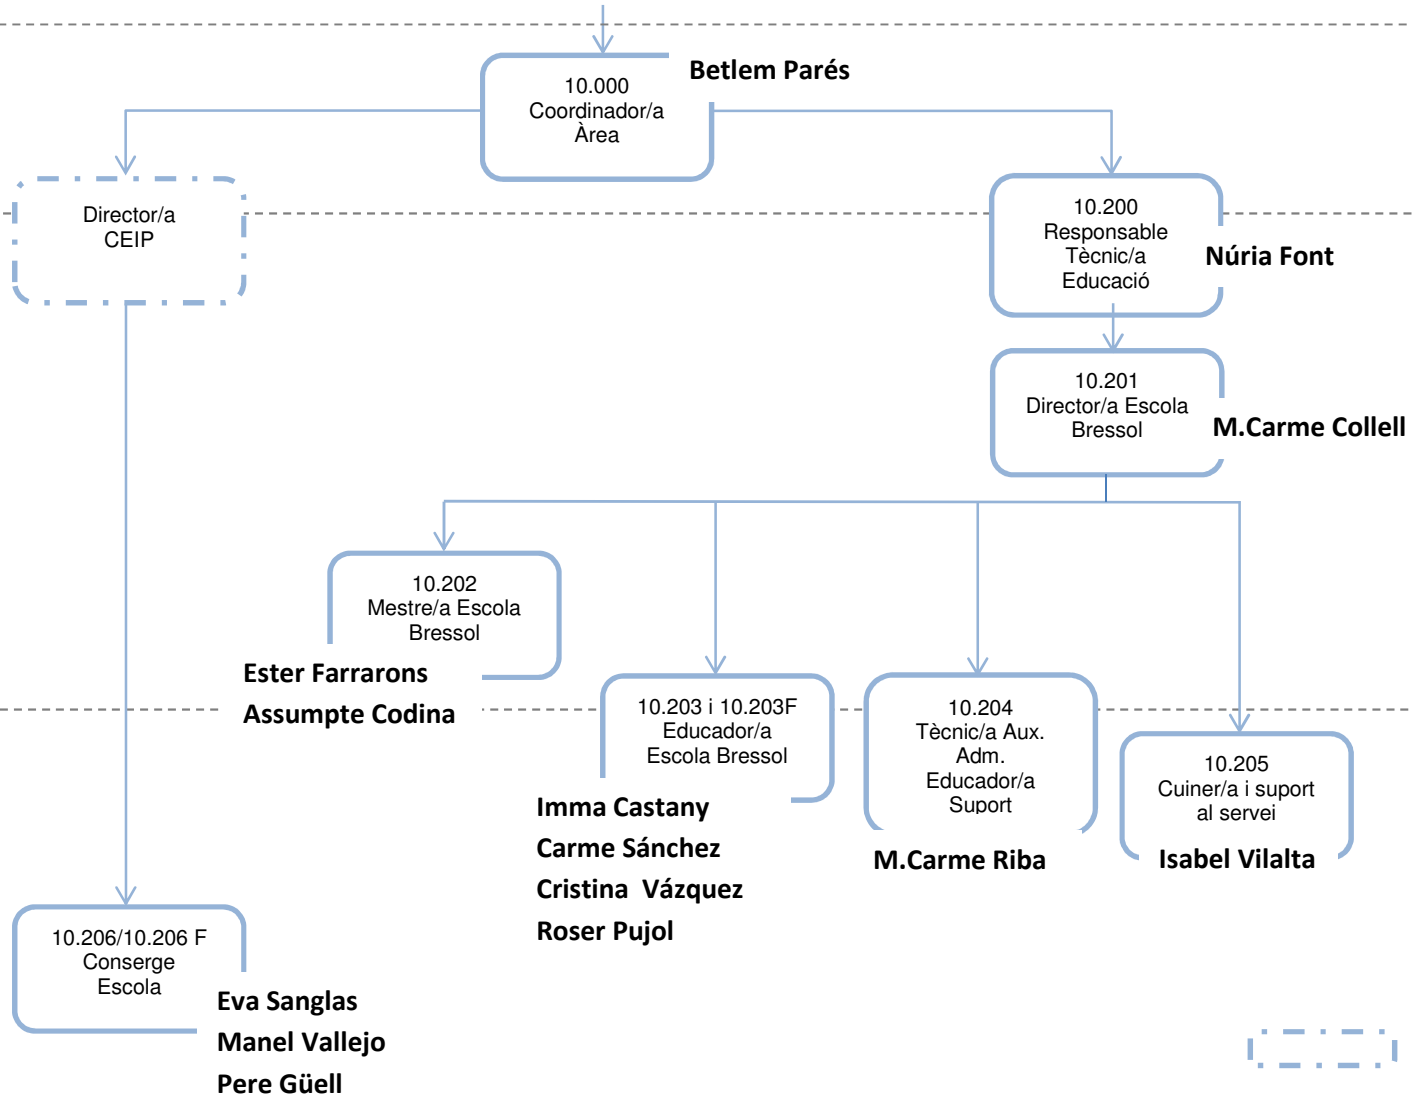 Betlem Parés
10.000
Coordinador/a
Àrea
Director/a
CEIP
10.200
Responsable
Tècnic/a
Educació
Núria Font
10.201
Director/a Escola
Bressol
M.Carme Collell
10.202
Mestre/a Escola
Bressol
Ester Farrarons
Assumpte Codina
10.203 i 10.203F
Educador/a
Escola Bressol
Imma Castany
Carme Sánchez
Cristina Vázquez
Roser Pujol
10.204
Tècnic/a Aux.
Adm.
Educador/a
Suport
M.Carme Riba
10.205
Cuiner/a i suport
al servei
Isabel Vilalta
10.206/10.206 F
Conserge
Escola
Eva Sanglas
Manel Vallejo
Pere Güell